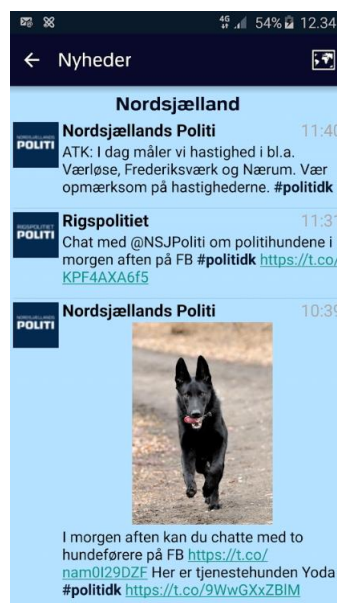 4G 54% 12.34
Nyheder
Nordsjælland
Nordsjællands Politi 11:40
POLITI
ATK: I dag måler vi hastighed i bl.a.
Værløse, Frederiksværk og Nærum. Vær
opmærksom på hastighederne. #politidk
Rigspolitiet 11:31
RIGSPOLITIET
POLITI
Chat med @NSJPoliti om politihundene i
morgen aften på FB #politidk https://t.co/
KPF4AXA6f5
Nordsjællands Politi 10:39
POLITI
I morgen aften kan du chatte med to
hundeførere på FB https://t.co/
nam0I29DZF Her er tjenestehunden Yoda
#politidk https://t.co/9WwGXxZBlM